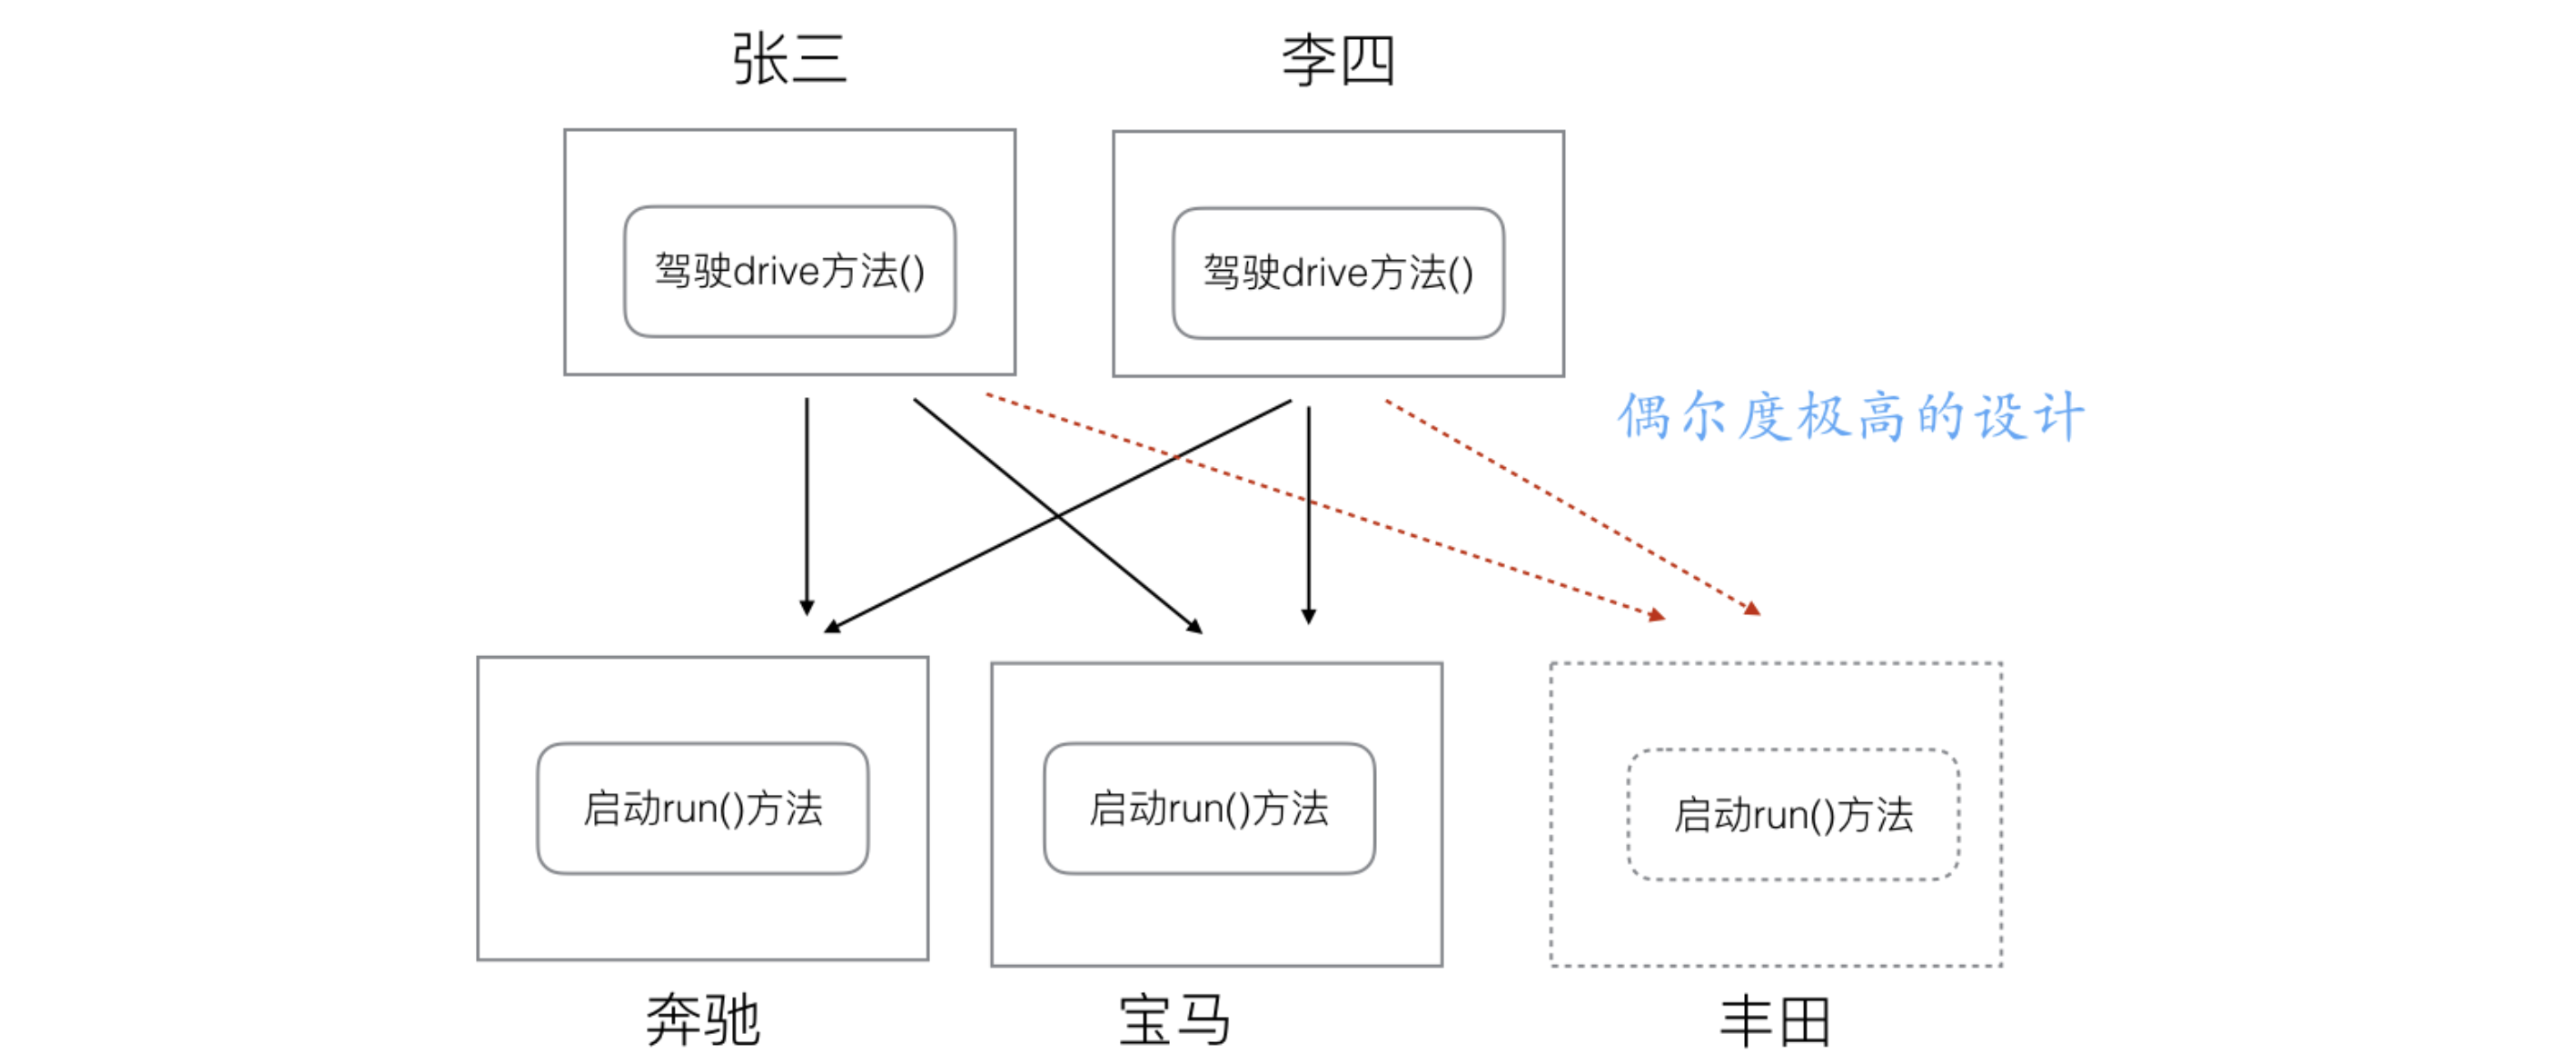 张三
李四
驾驶drive方法()
驾驶drive方法()
偶尔度极高的设计
启动run()方法
启动run()方法
启动run()方法
奔驰
宝马
丰田